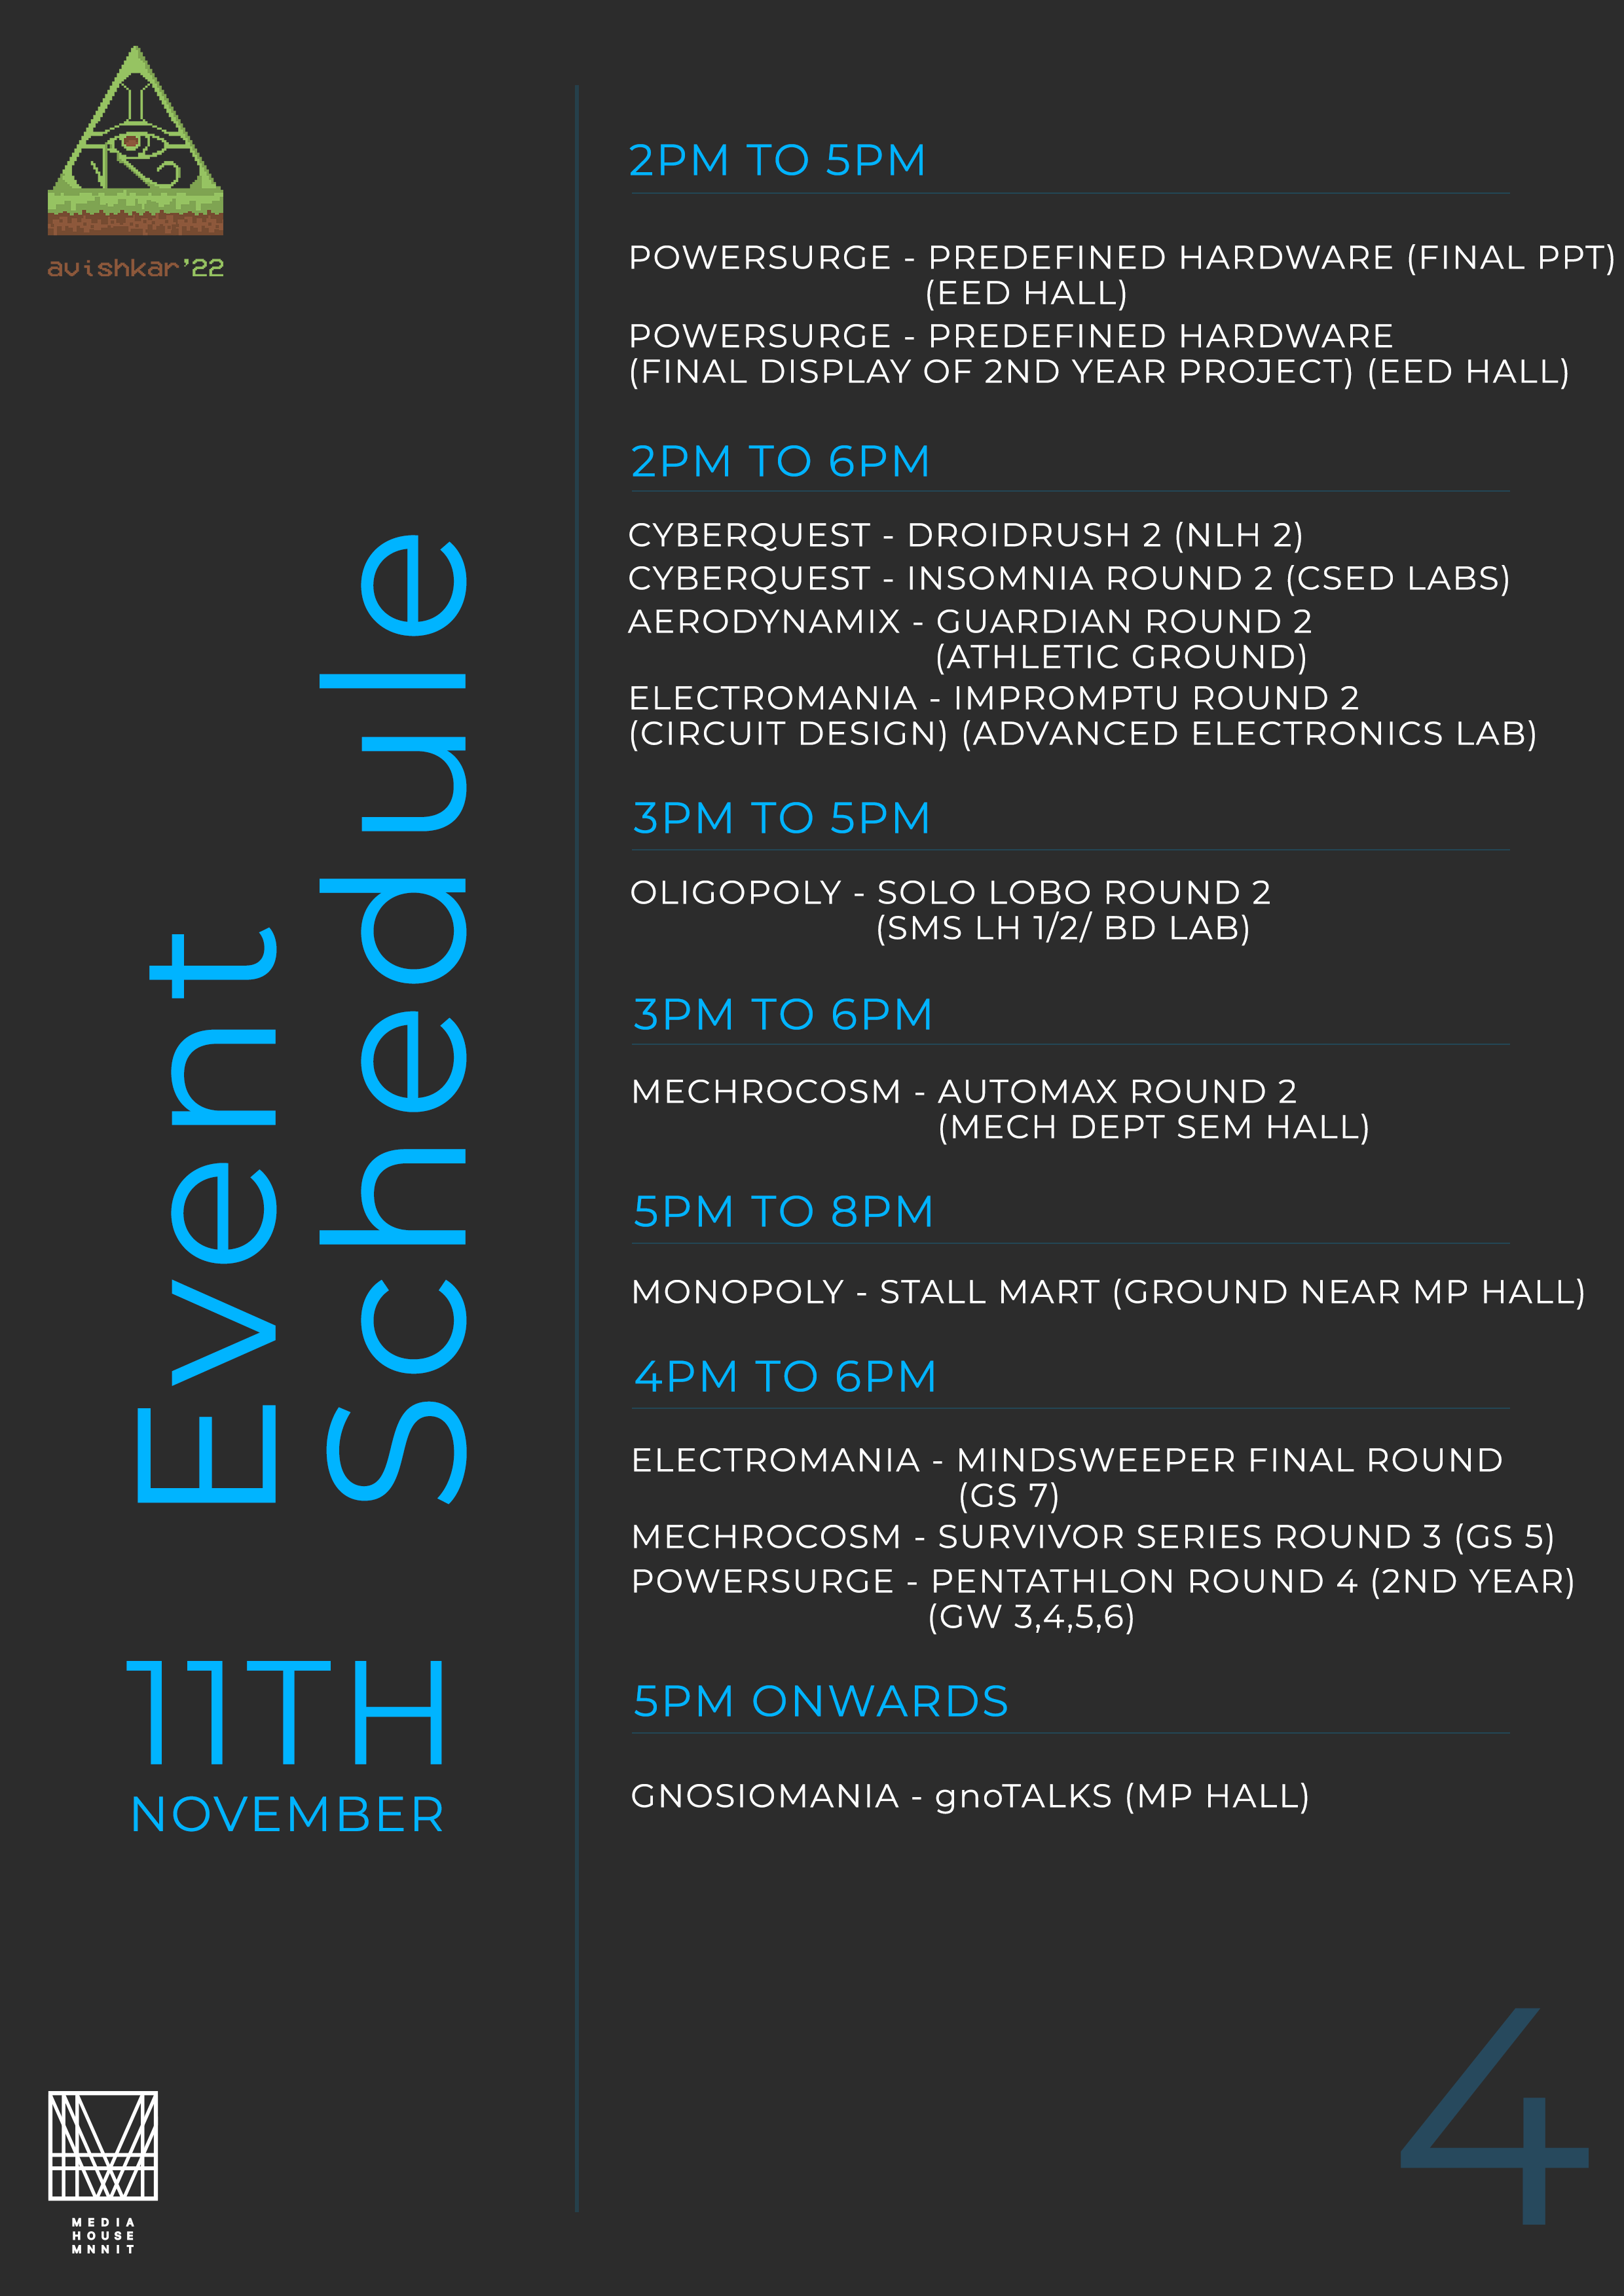 avishkar'22
Event
Schedule
11TH
NOVEMBER
2PM TO 5PM
POWERSURGE - PREDEFINED HARDWARE (FINAL PPT)
(EED HALL)
POWERSURGE - PREDEFINED HARDWARE
(FINAL DISPLAY OF 2ND YEAR PROJECT) (EED HALL)
2PM TO 6PM
CYBERQUEST - DROIDRUSH 2 (NLH 2)
CYBERQUEST - INSOMNIA ROUND 2 (CSED LABS)
AERODYNAMIX - GUARDIAN ROUND 2
(ATHLETIC GROUND)
ELECTROMANIA - IMPROMPTU ROUND 2
(CIRCUIT DESIGN) (ADVANCED ELECTRONICS LAB)
3PM TO 5PM
OLIGOPOLY - SOLO LOBO ROUND 2
(SMS LH 1/2/ BD LAB)
3PM TO 6PM
MECHROCOSM - AUTOMAX ROUND 2
(MECH DEPT SEM HALL)
5PM TO 8PM
MONOPOLY - STALL MART (GROUND NEAR MP HALL)
4PM TO 6PM
ELECTROMANIA - MINDSWEEPER FINAL ROUND
(GS 7)
MECHROCOSM - SURVIVOR SERIES ROUND 3 (GS 5)
POWERSURGE - PENTATHLON ROUND 4 (2ND YEAR)
(GW 3,4,5,6)
5PM ONWARDS
GNOSIOMANIA - gnoTALKS (MP HALL)
4
MEDIA
HOUSE
MNNIT